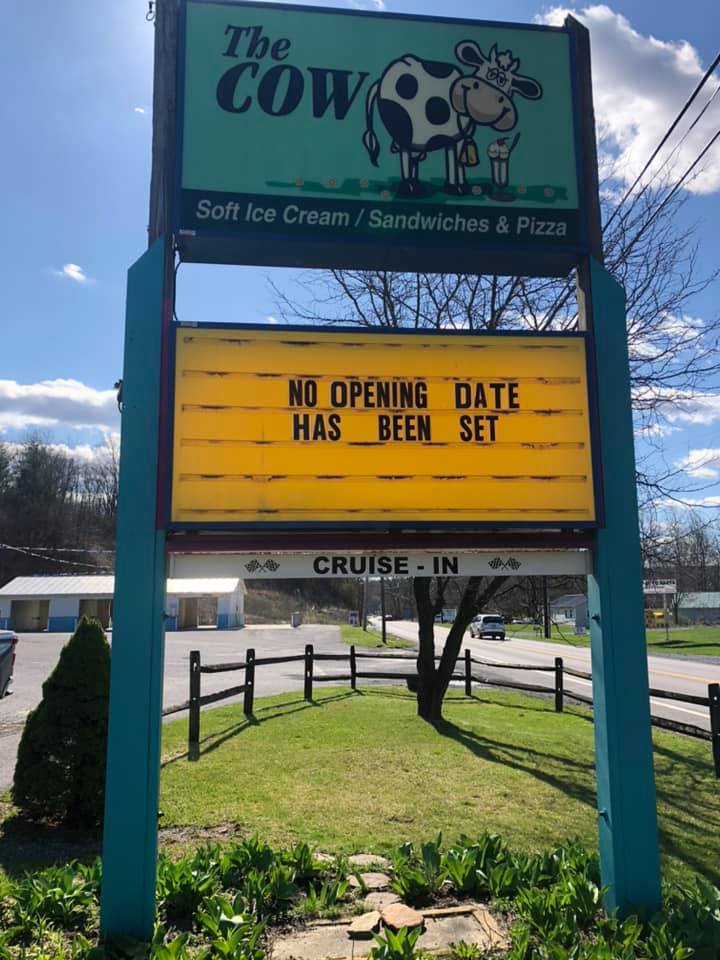 The
COW
Soft Ice Cream / Sandwiches & Pizza
NO OPENING DATE
HAS BEEN SET
CRUISE - IN